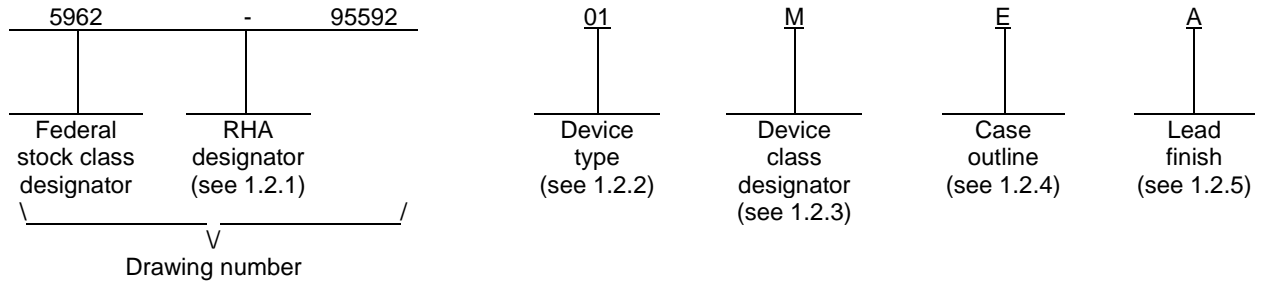 5962 - 95592 01 M E A
Federal stock class designator
RHA designator (see 1.2.1)
Device type (see 1.2.2)
Device class designator (see 1.2.3)
Case outline (see 1.2.4)
Lead finish (see 1.2.5)
Drawing number